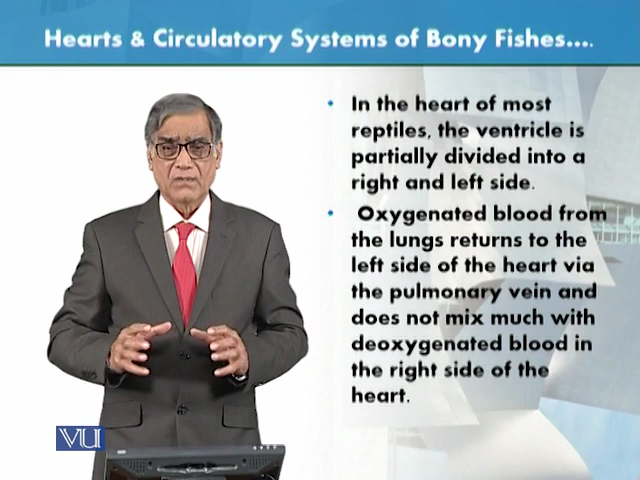 Hearts & Circulatory Systems of Bony Fishes....
• In the heart of most
reptiles, the ventricle is
partially divided into a
right and left side.
• Oxygenated blood from
the lungs returns to the
left side of the heart via
the pulmonary vein and
does not mix much with
deoxygenated blood in
the right side of the
heart.
VU